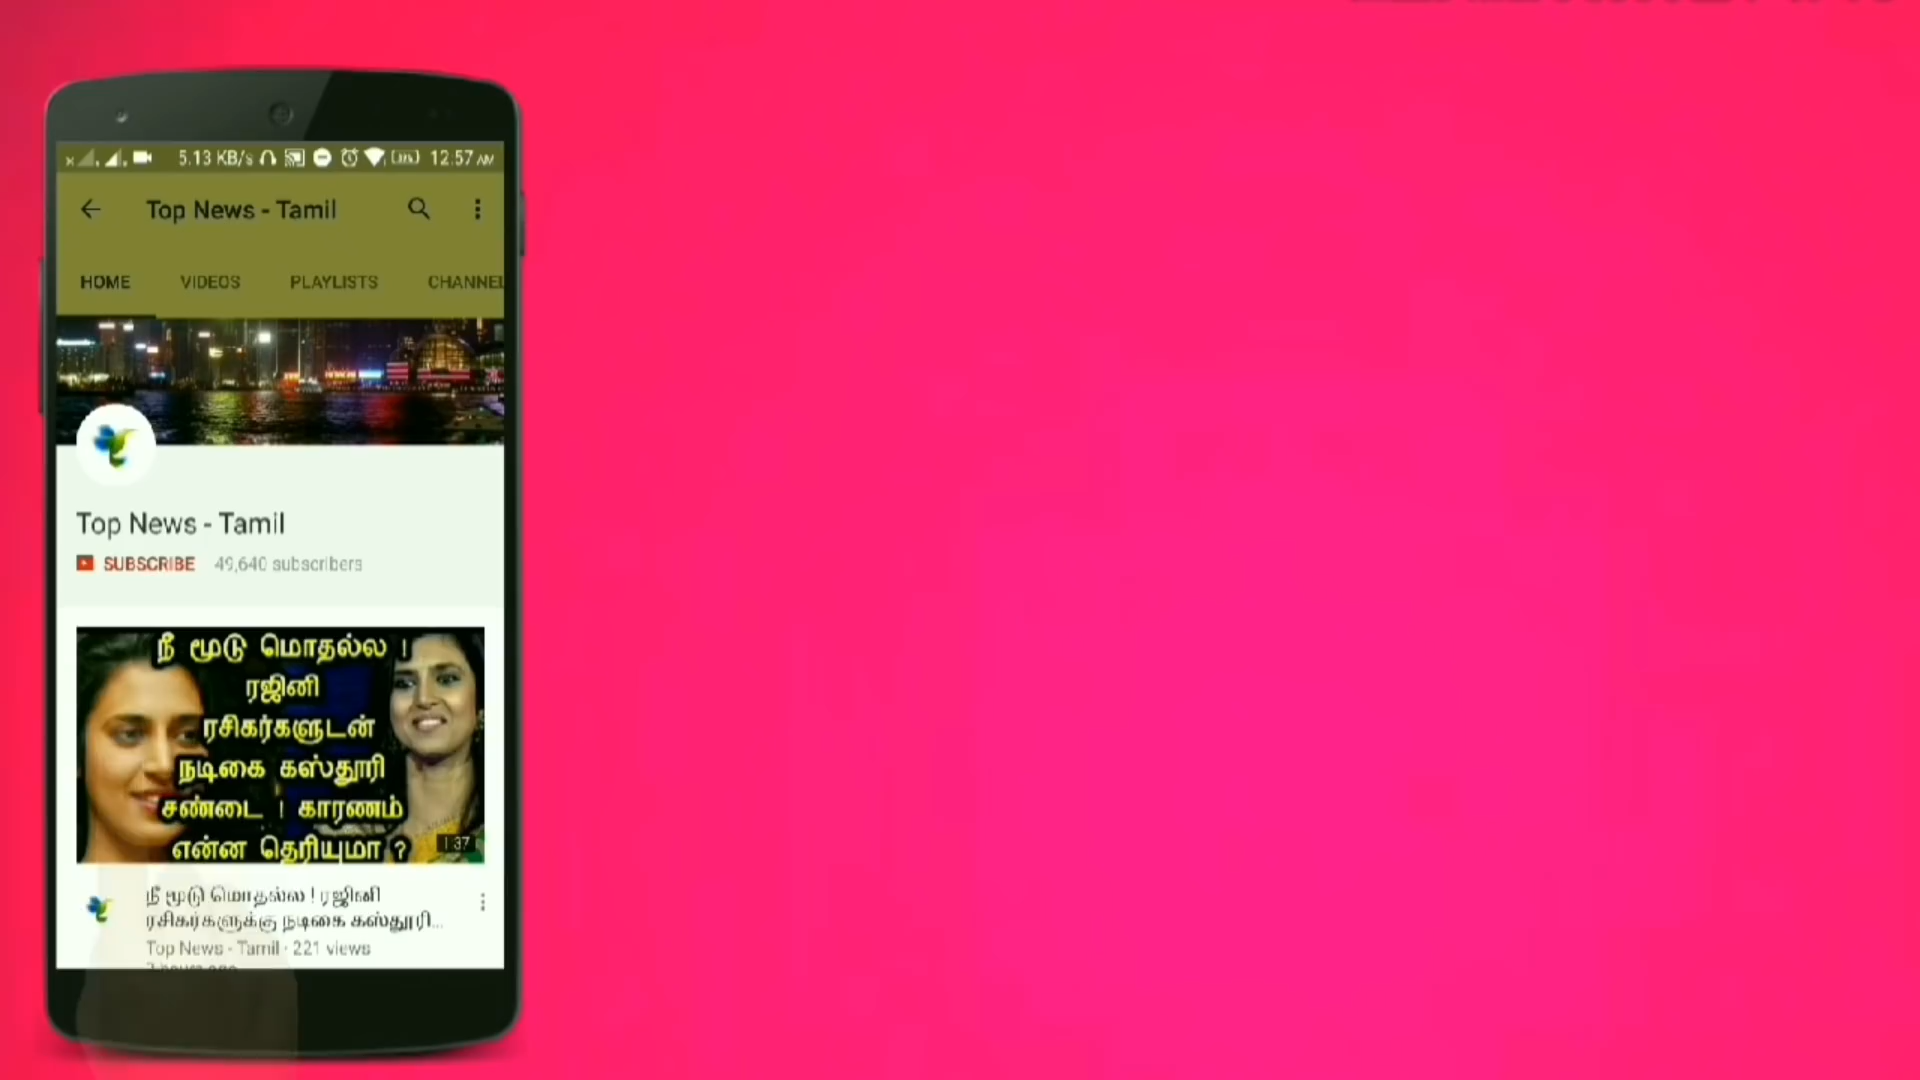 5.13 KB/s 12.57 AM
Top News - Tamil
HOME VIDEOS PLAYLISTS CHANNEL
Top News - Tamil
SUBSCRIBE 49,640 subscribers
நீ மூடு மொதல்ல !
ரஜினி
ரசிகர்களுடன்
நடிகை கஸ்தூரி
சண்டை ! காரணம்
என்ன தெரியுமா ?
1:37
நீ மூடு மொதல்ல ! ரஜினி
ரசிகர்களுக்கு நடிகை கஸ்தூரி...
Top News - Tamil · 221 views